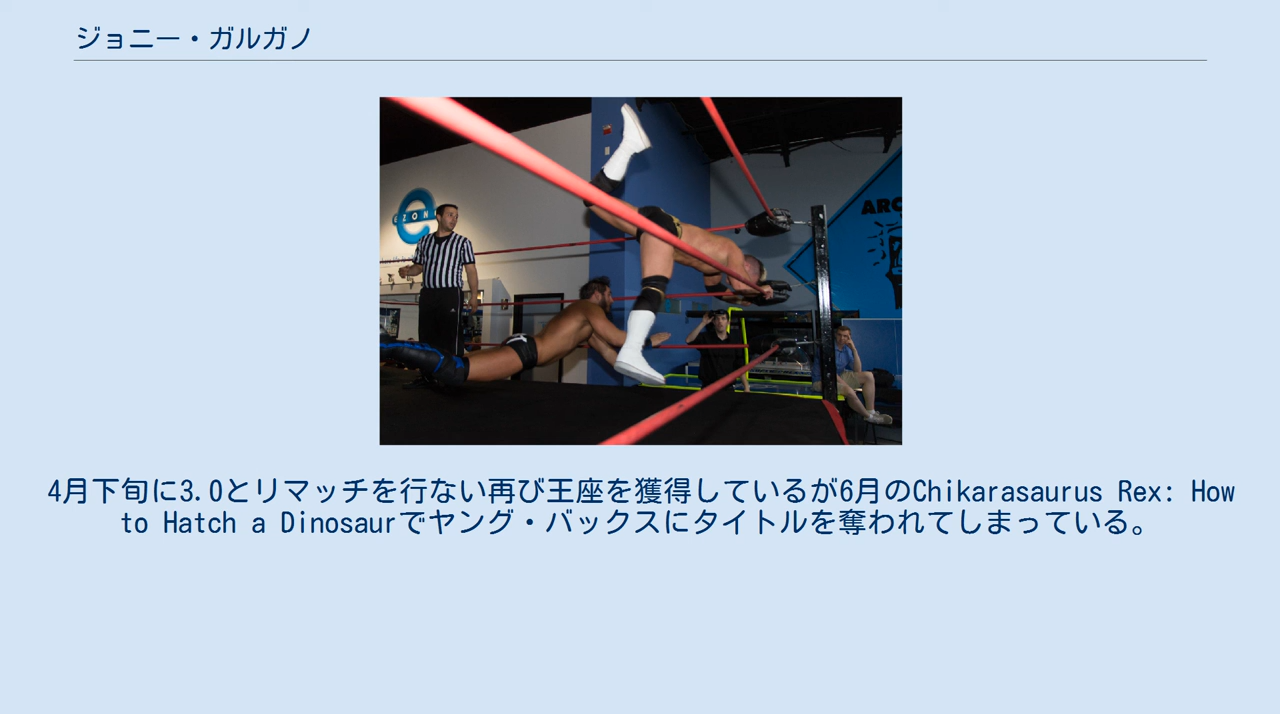 ジョニー・ガルガノ
e ZONE
ARC
4月下旬に3.0とリマッチを行ない再び王座を獲得しているが6月のChikarasaurus Rex: How
to Hatch a Dinosaurでヤング・バックスにタイトルを奪われてしまっている。